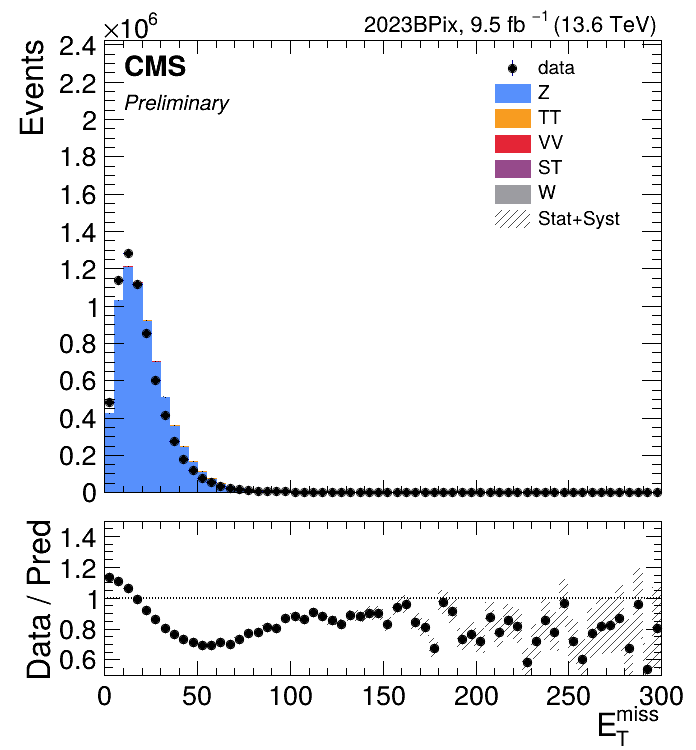 ×10⁶
2023BPix, 9.5 fb⁻¹ (13.6 TeV)
Events
CMS
Preliminary
data
Z
TT
VV
ST
W
Stat+Syst
2.4
2.2
2
1.8
1.6
1.4
1.2
1
0.8
0.6
0.4
0.2
0
Data / Pred
1.4
1.2
1
0.8
0.6
0 50 100 150 200 250 300
E_T^miss